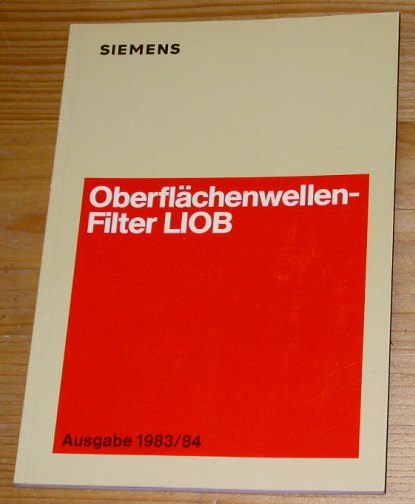 SIEMENS
Oberflächenwellen-
Filter LIOB
Ausgabe 1983/84